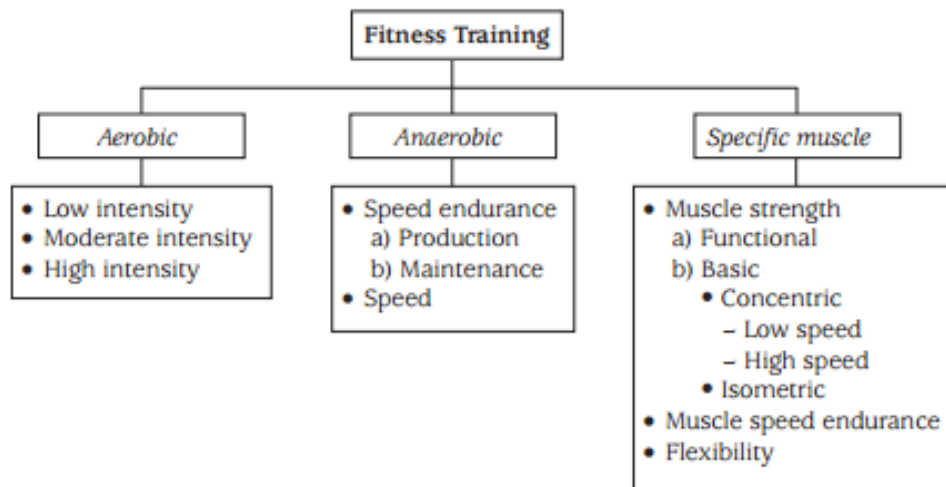 Fitness Training
Aerobic
• Low intensity
• Moderate intensity
• High intensity
Anaerobic
• Speed endurance
a) Production
b) Maintenance
• Speed
Specific muscle
• Muscle strength
a) Functional
b) Basic
• Concentric
– Low speed
– High speed
• Isometric
• Muscle speed endurance
• Flexibility